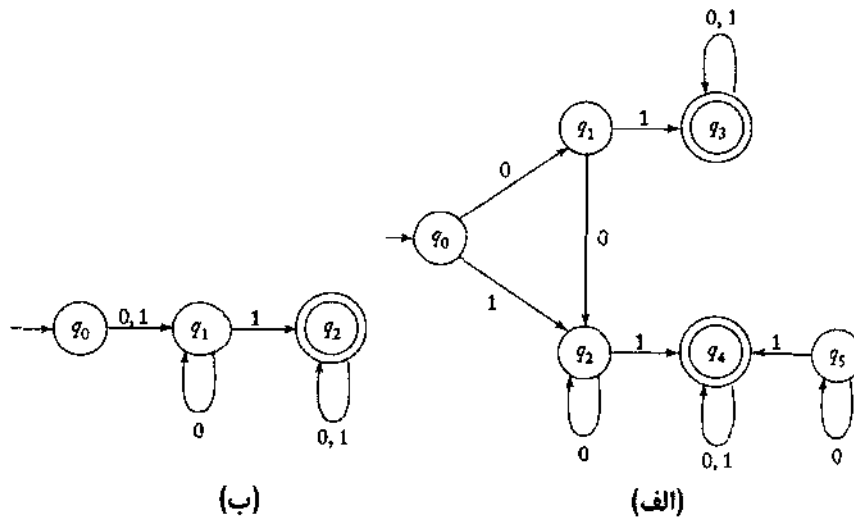 0, 1
q₁ 1 q₃
0
q₀ 0
1
q₂ 1 q₄ 1 q₅
0 0, 1 0
(الف)
q₀ 0, 1 q₁ 1 q₂
0 0, 1
(ب)